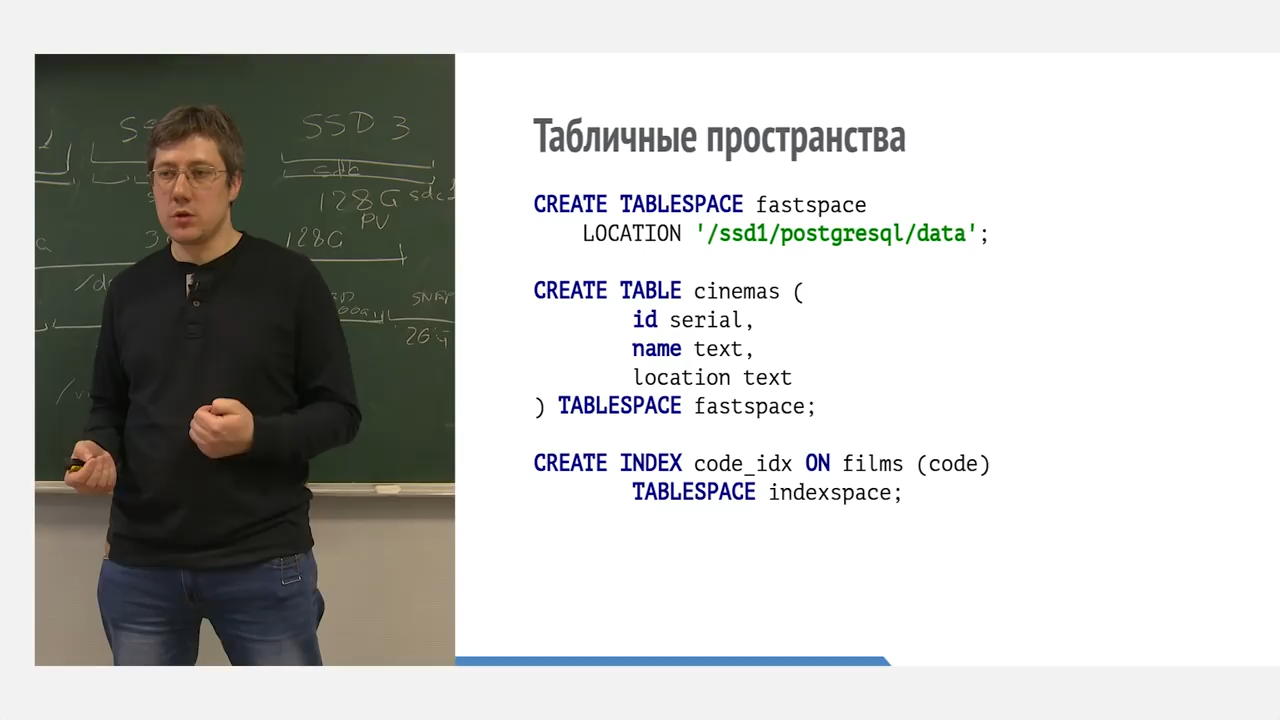 SSD 3
128G sdc1
PV
128G
Табличные пространства
CREATE TABLESPACE fastspace
LOCATION '/ssd1/postgresql/data';
CREATE TABLE cinemas (
id serial,
name text,
location text
) TABLESPACE fastspace;
CREATE INDEX code_idx ON films (code)
TABLESPACE indexspace;